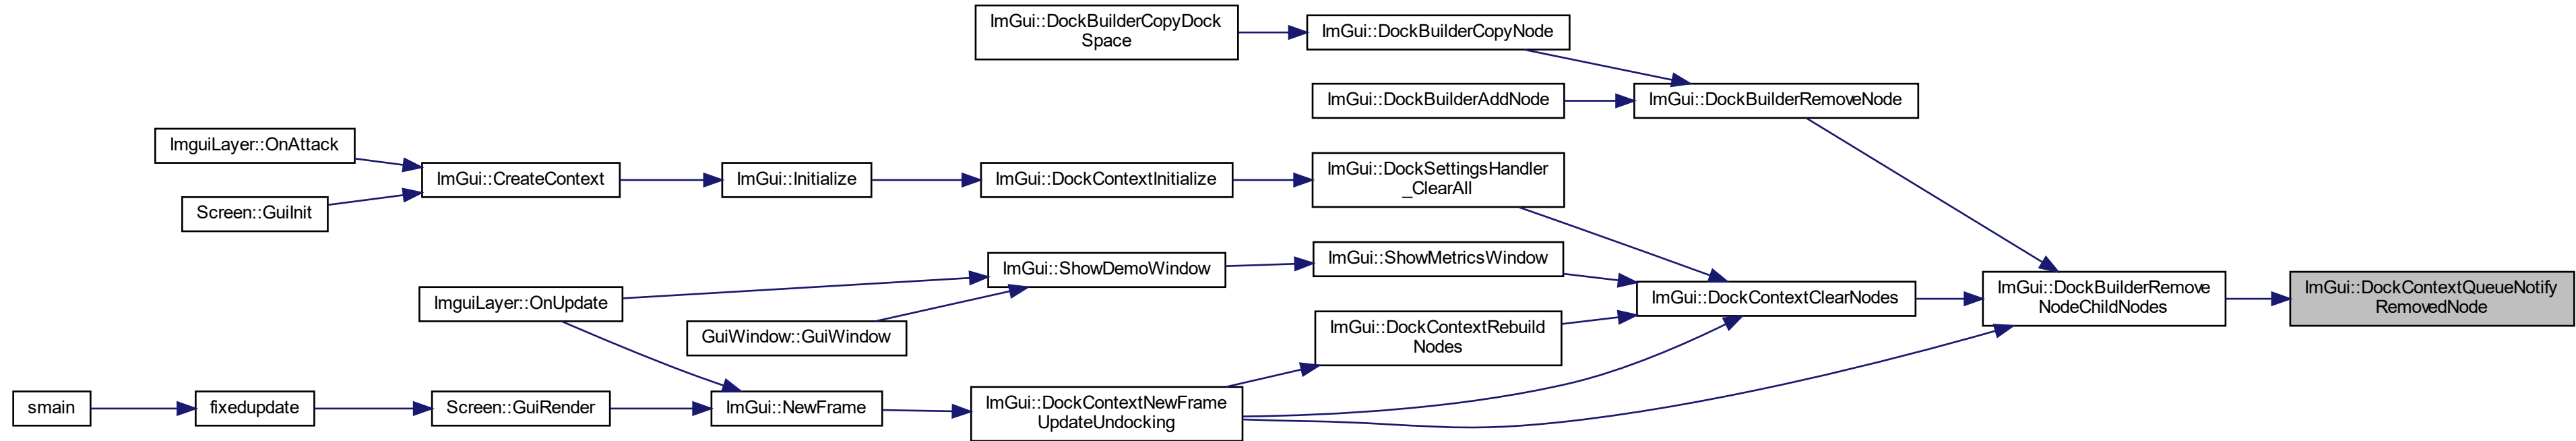 ImGui::DockBuilderCopyDock
Space
ImGui::DockBuilderCopyNode
ImGui::DockBuilderAddNode
ImGui::DockBuilderRemoveNode
ImguiLayer::OnAttack
Screen::GuiInit
ImGui::CreateContext
ImGui::Initialize
ImGui::DockContextInitialize
ImGui::DockSettingsHandler
_ClearAll
ImGui::ShowDemoWindow
ImGui::ShowMetricsWindow
ImguiLayer::OnUpdate
GuiWindow::GuiWindow
ImGui::DockContextRebuild
Nodes
ImGui::DockContextClearNodes
ImGui::DockBuilderRemove
NodeChildNodes
ImGui::DockContextQueueNotify
RemovedNode
smain
fixedupdate
Screen::GuiRender
ImGui::NewFrame
ImGui::DockContextNewFrame
UpdateUndocking